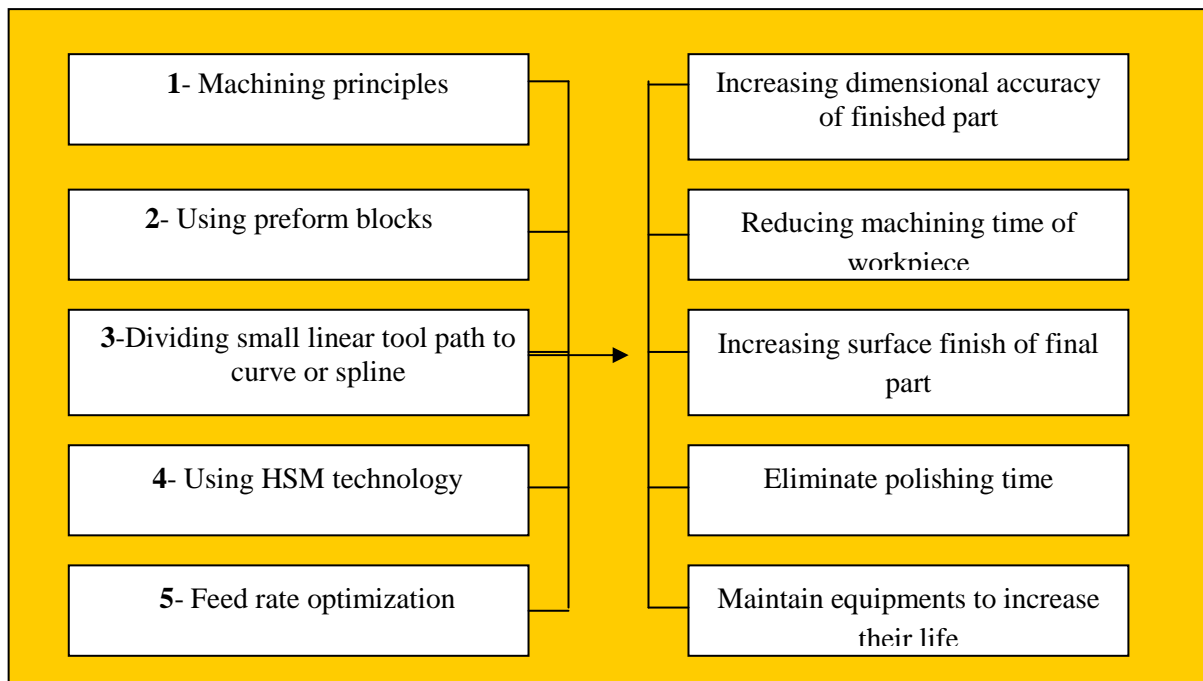 1- Machining principles
2- Using preform blocks
3-Dividing small linear tool path to
curve or spline
4- Using HSM technology
5- Feed rate optimization
Increasing dimensional accuracy
of finished part
Reducing machining time of
workpiece
Increasing surface finish of final
part
Eliminate polishing time
Maintain equipments to increase
their life